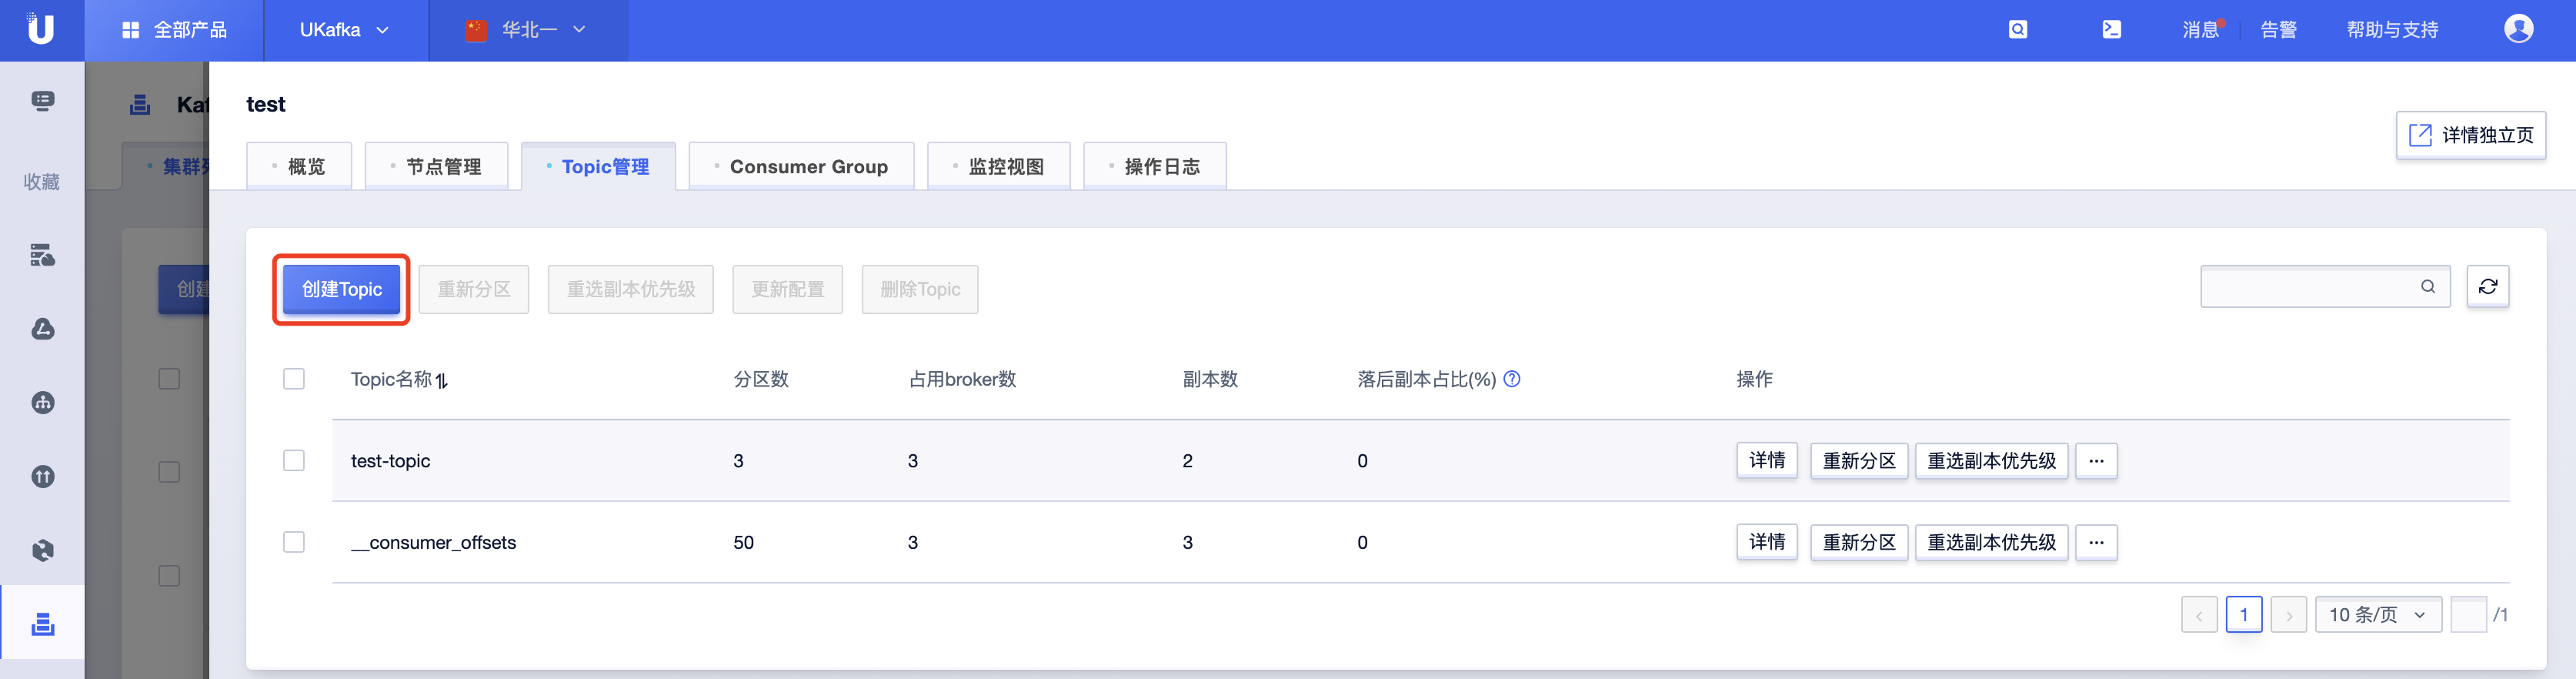 U 全部产品 UKafka 华北一 消息 告警 帮助与支持
收藏
Kaf
集群列
创建
test
详情独立页
概览 节点管理 Topic管理 Consumer Group 监控视图 操作日志
创建Topic 重新分区 重选副本优先级 更新配置 删除Topic
Topic名称 分区数 占用broker数 副本数 落后副本占比(%) 操作
test-topic 3 3 2 0 详情 重新分区 重选副本优先级 ···
__consumer_offsets 50 3 3 0 详情 重新分区 重选副本优先级 ···
1 10 条/页 /1